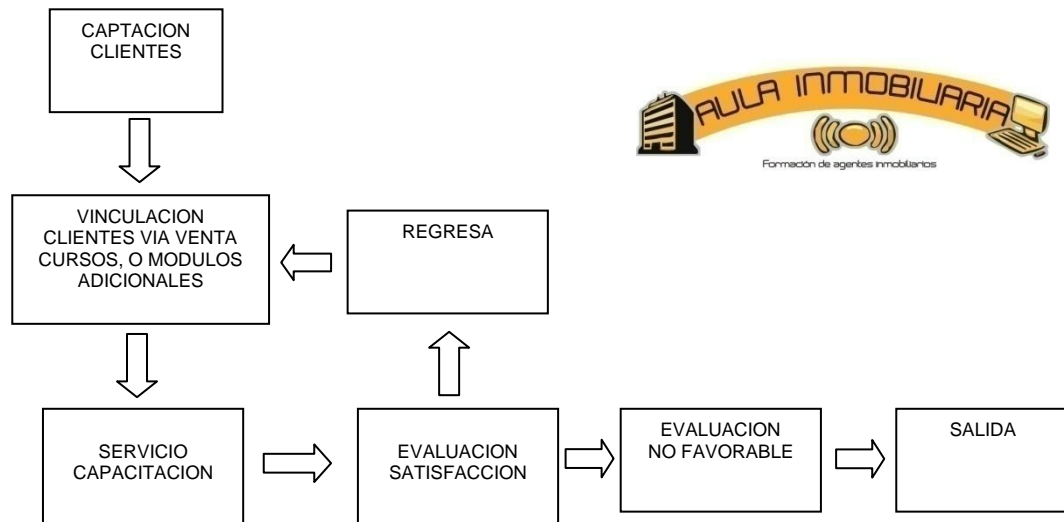 CAPTACION
CLIENTES
AULA INMOBILIARIA
Formación de agentes inmobiliarios
VINCULACION
CLIENTES VIA VENTA
CURSOS, O MODULOS
ADICIONALES
REGRESA
SERVICIO
CAPACITACION
EVALUACION
SATISFACCION
EVALUACION
NO FAVORABLE
SALIDA